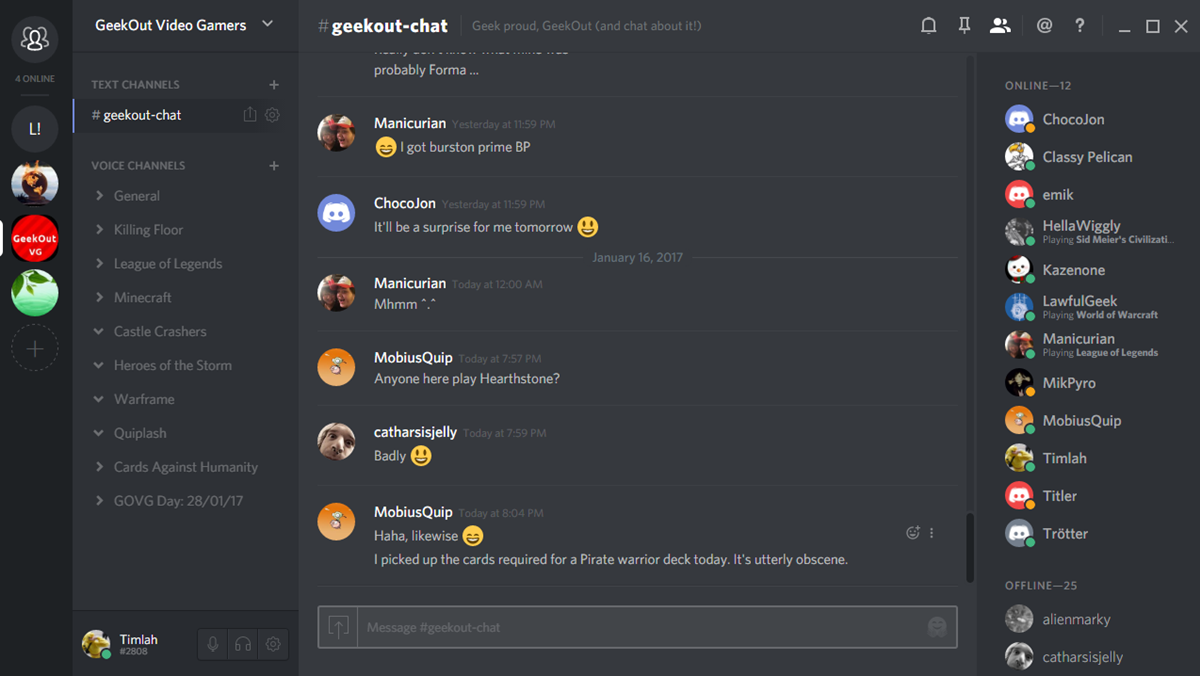 4 ONLINE
L!
GeekOut
VG
GeekOut Video Gamers
TEXT CHANNELS
# geekout-chat
VOICE CHANNELS
General
Killing Floor
League of Legends
Minecraft
Castle Crashers
Heroes of the Storm
Warframe
Quiplash
Cards Against Humanity
GOVG Day: 28/01/17
Timlah
#2808
#geekout-chat
Geek proud, GeekOut (and chat about it!)
@ ?
probably Forma ...
Manicurian Yesterday at 11:59 PM
😄 I got burston prime BP
ChocoJon Yesterday at 11:59 PM
It'll be a surprise for me tomorrow 😃
January 16, 2017
Manicurian Today at 12:00 AM
Mhmm ^.^
MobiusQuip Today at 7:57 PM
Anyone here play Hearthstone?
catharsisjelly Today at 7:59 PM
Badly 😃
MobiusQuip Today at 8:04 PM
Haha, likewise 😄
I picked up the cards required for a Pirate warrior deck today. It's utterly obscene.
Message #geekout-chat
ONLINE—12
ChocoJon
Classy Pelican
emik
HellaWiggly
Playing Sid Meier's Civilizati...
Kazenone
LawfulGeek
Playing World of Warcraft
Manicurian
Playing League of Legends
MikPyro
MobiusQuip
Timlah
Titler
Trötter
OFFLINE—25
alienmarky
catharsisjelly